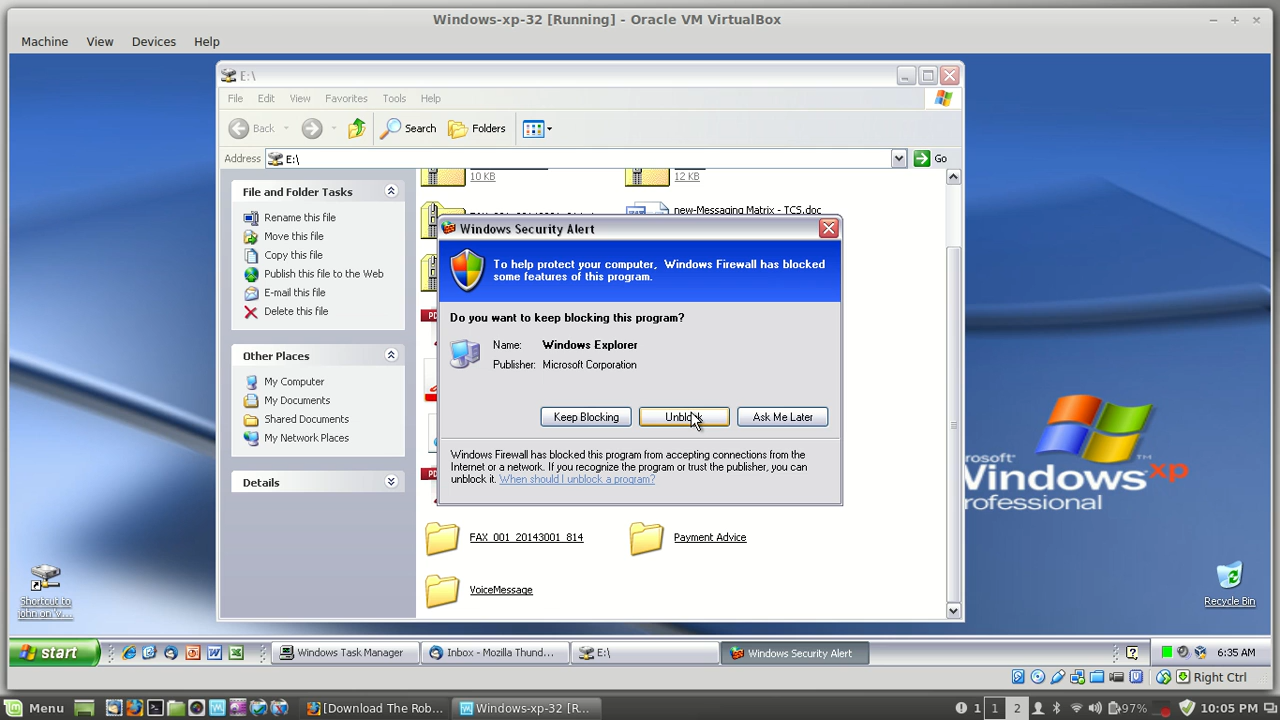 Windows-xp-32 [Running] - Oracle VM VirtualBox
Machine View Devices Help
E:\
File Edit View Favorites Tools Help
Back Search Folders
Address E:\ Go
File and Folder Tasks
Rename this file
Move this file
Copy this file
Publish this file to the Web
E-mail this file
Delete this file
Other Places
My Computer
My Documents
Shared Documents
My Network Places
Details
10 KB
12 KB
new-Messaging Matrix - TCS.doc
Windows Security Alert
To help protect your computer, Windows Firewall has blocked
some features of this program.
Do you want to keep blocking this program?
Name: Windows Explorer
Publisher: Microsoft Corporation
Keep Blocking Unblock Ask Me Later
Windows Firewall has blocked this program from accepting connections from the
Internet or a network. If you recognize the program or trust the publisher, you can
unblock it. When should I unblock a program?
FAX_001_20143001_814
Payment Advice
VoiceMessage
Shortcut to
john on
Windows xp
Professional
Recycle Bin
start Windows Task Manager Inbox - Mozilla Thund... E:\ Windows Security Alert 6:35 AM
Right Ctrl
Menu [Download The Rob... Windows-xp-32 [R... 1 1 2 97% 10:05 PM